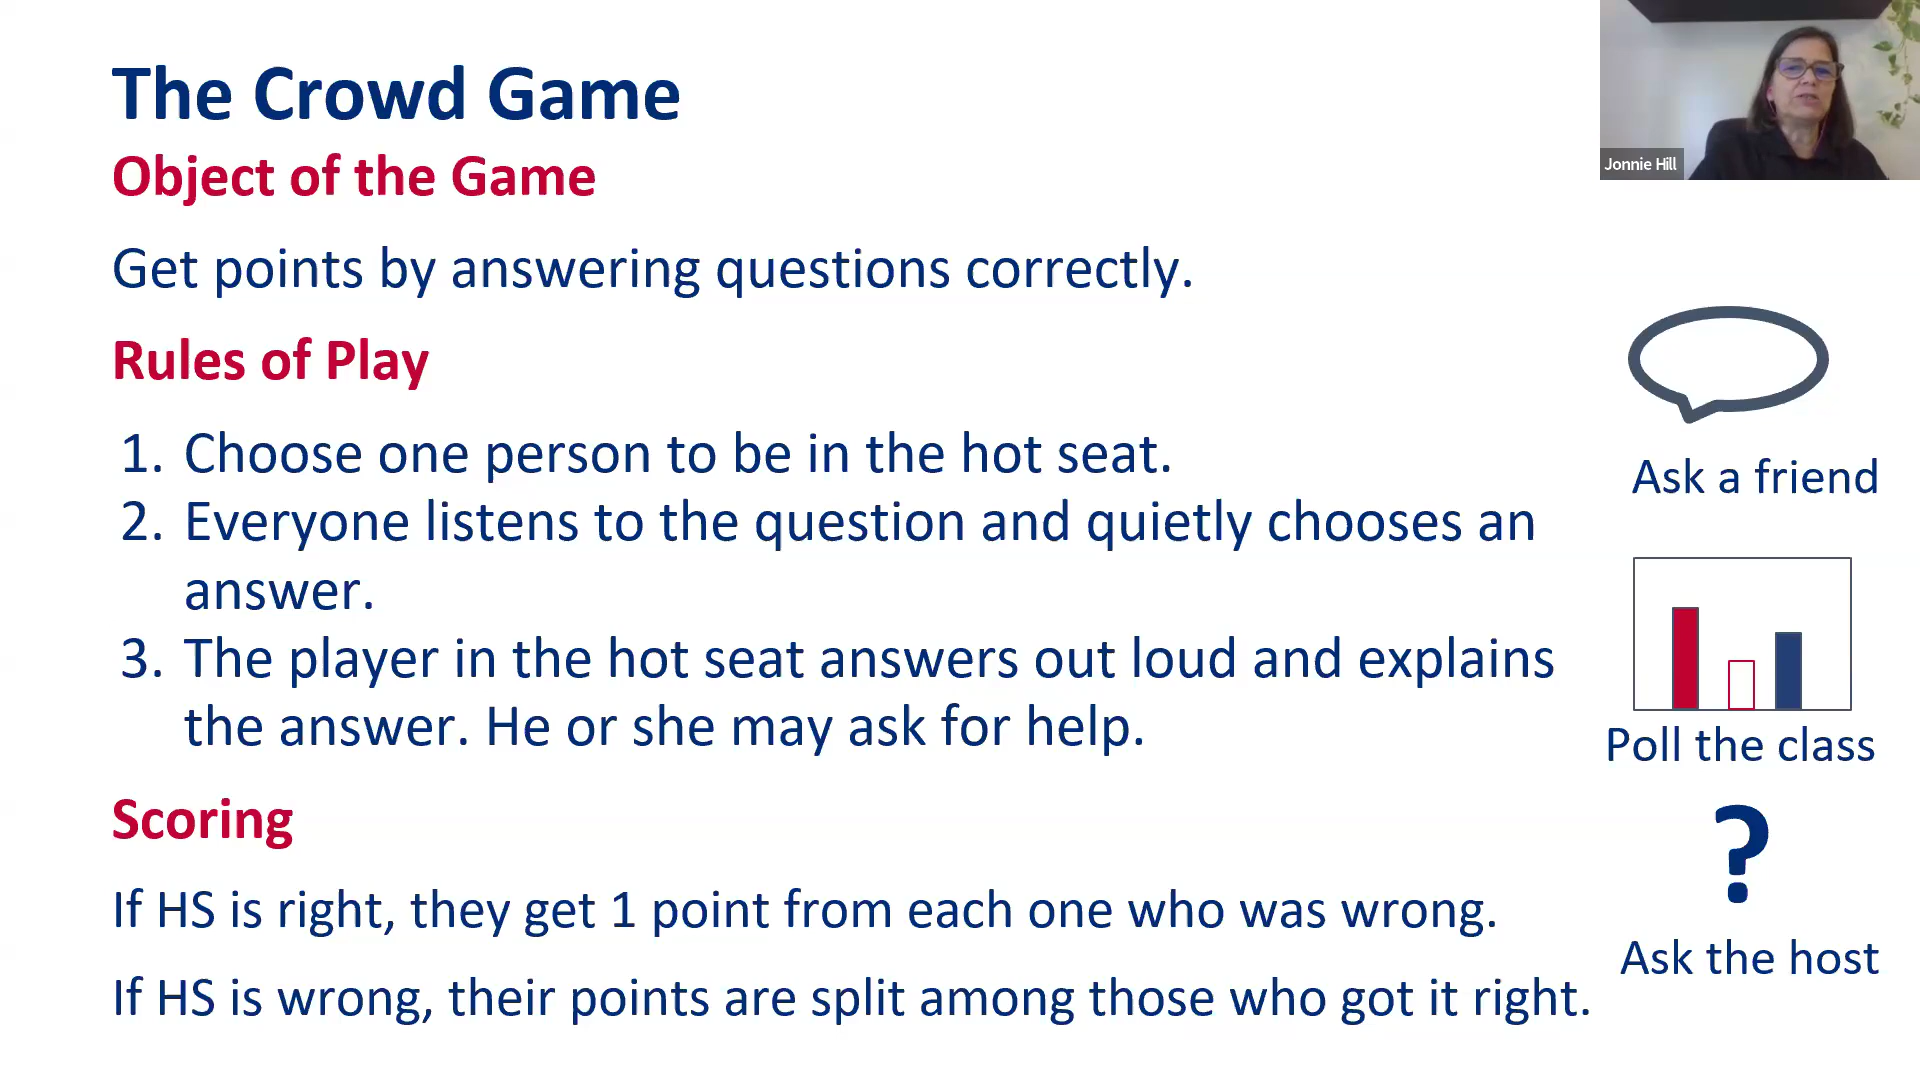 The Crowd Game
Object of the Game
Get points by answering questions correctly.
Rules of Play
1. Choose one person to be in the hot seat.
2. Everyone listens to the question and quietly chooses an
answer.
3. The player in the hot seat answers out loud and explains
the answer. He or she may ask for help.
Scoring
If HS is right, they get 1 point from each one who was wrong.
If HS is wrong, their points are split among those who got it right.
Jonnie Hill
Ask a friend
Poll the class
?
Ask the host